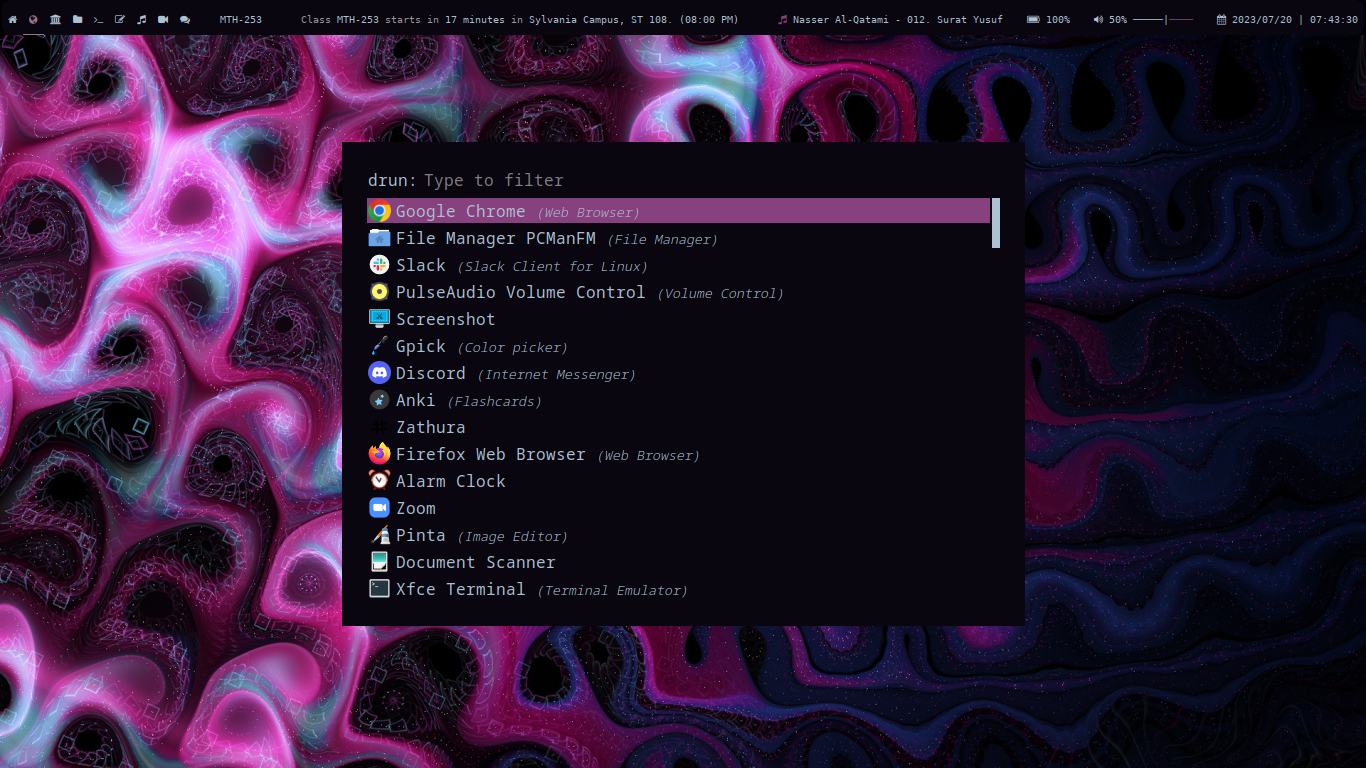 MTH-253 Class MTH-253 starts in 17 minutes in Sylvania Campus, ST 108. (08:00 PM) Nasser Al-Qatami - 012. Surat Yusuf 100% 50% 2023/07/20 | 07:43:30
drun: Type to filter
Google Chrome (Web Browser)
File Manager PCManFM (File Manager)
Slack (Slack Client for Linux)
PulseAudio Volume Control (Volume Control)
Screenshot
Gpick (Color picker)
Discord (Internet Messenger)
Anki (Flashcards)
Zathura
Firefox Web Browser (Web Browser)
Alarm Clock
Zoom
Pinta (Image Editor)
Document Scanner
Xfce Terminal (Terminal Emulator)